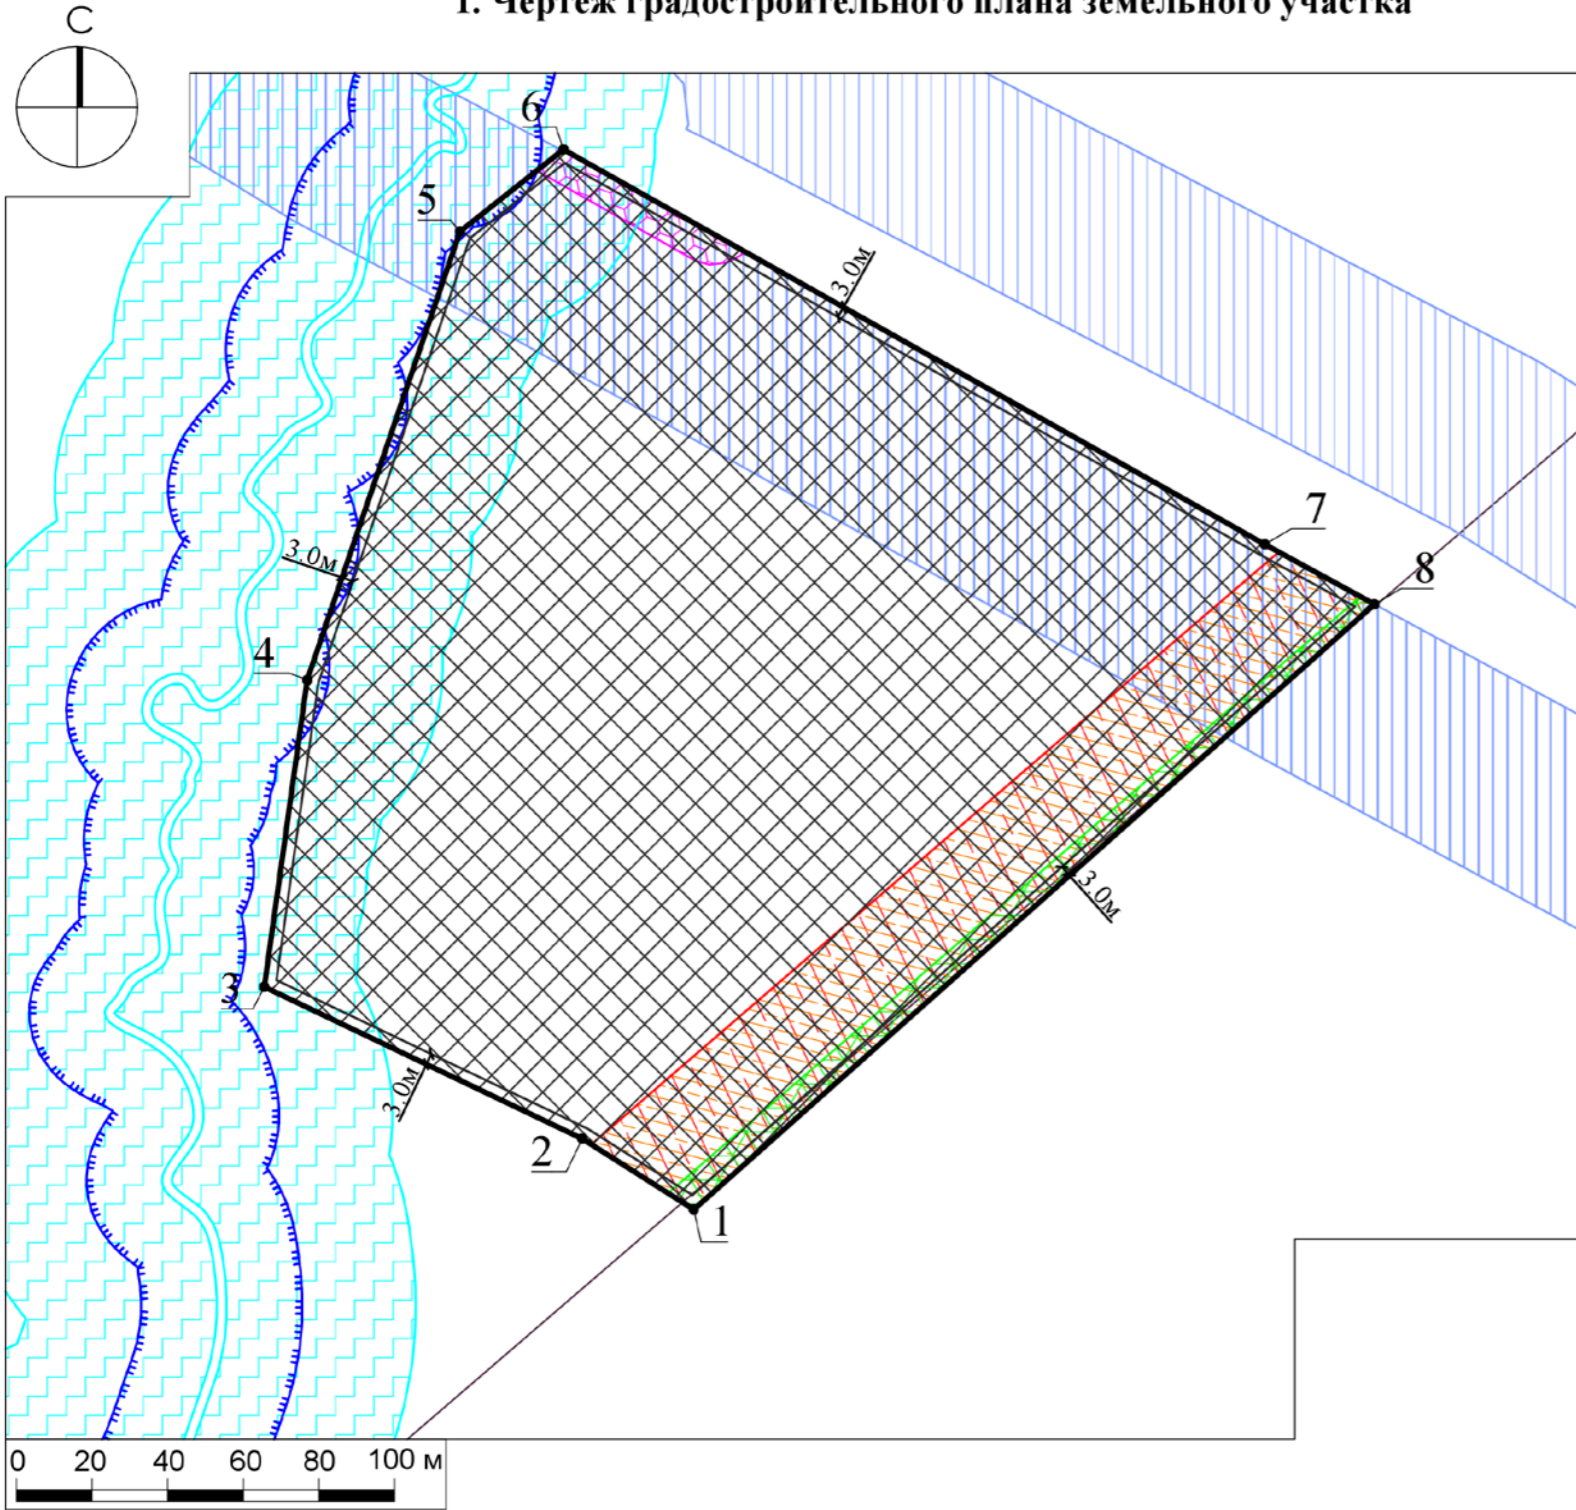 1. Чертеж градостроительного плана земельного участка
С
6
5
3.0м
7
8
3.0м
4
3.0м
3
3.0м
2
1
0 20 40 60 80 100 м